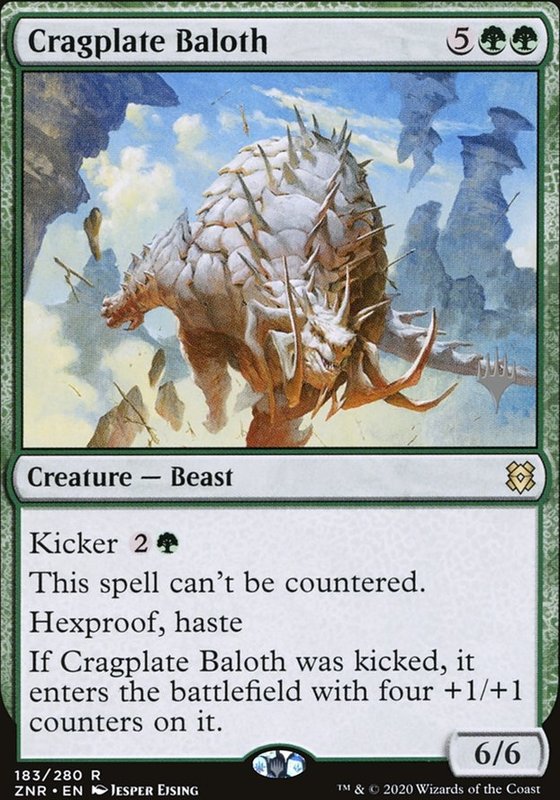 Cragplate Baloth 5
Creature — Beast
Kicker 2
This spell can't be countered.
Hexproof, haste
If Cragplate Baloth was kicked, it
enters the battlefield with four +1/+1
counters on it.
6/6
183/280 R
ZNR • EN Jesper Eising
™ & © 2020 Wizards of the Coast